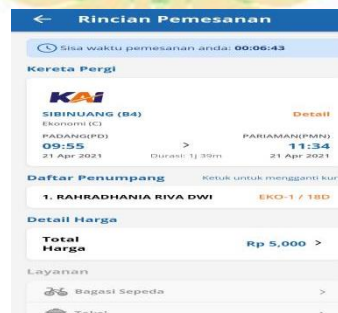 ← Rincian Pemesanan
Sisa waktu pemesanan anda: 00:06:43
Kereta Pergi
KAI
SIBINUANG (B4) Detail
Ekonomi (C)
PADANG(PD) PARIAMAN(PMN)
09:55 > 11:34
21 Apr 2021 Durasi: 1j 39m 21 Apr 2021
Daftar Penumpang Ketuk untuk mengganti kur
1. RAHRADHANIA RIVA DWI EKO-1 / 18D
Detail Harga
Total
Harga Rp 5,000 >
Layanan
Bagasi Sepeda >